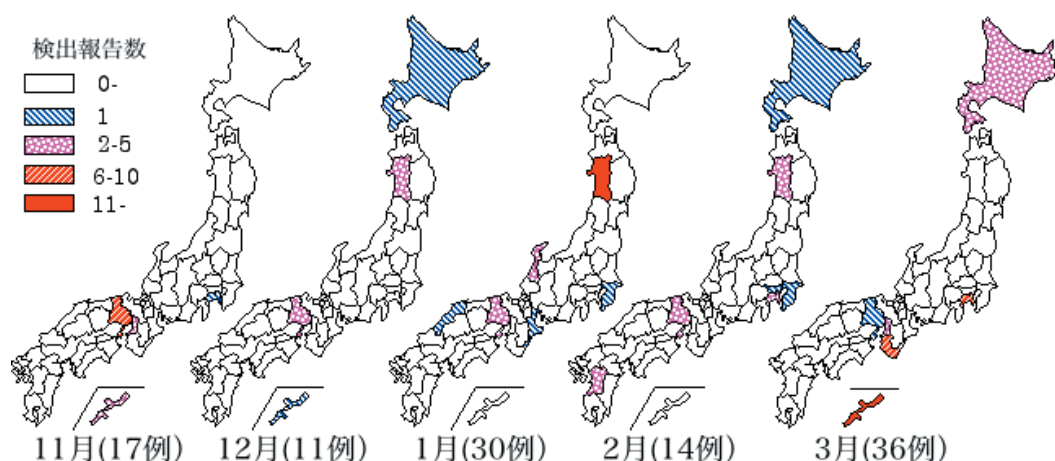 検出報告数
0-
1
2-5
6-10
11-
11月(17例)
12月(11例)
1月(30例)
2月(14例)
3月(36例)